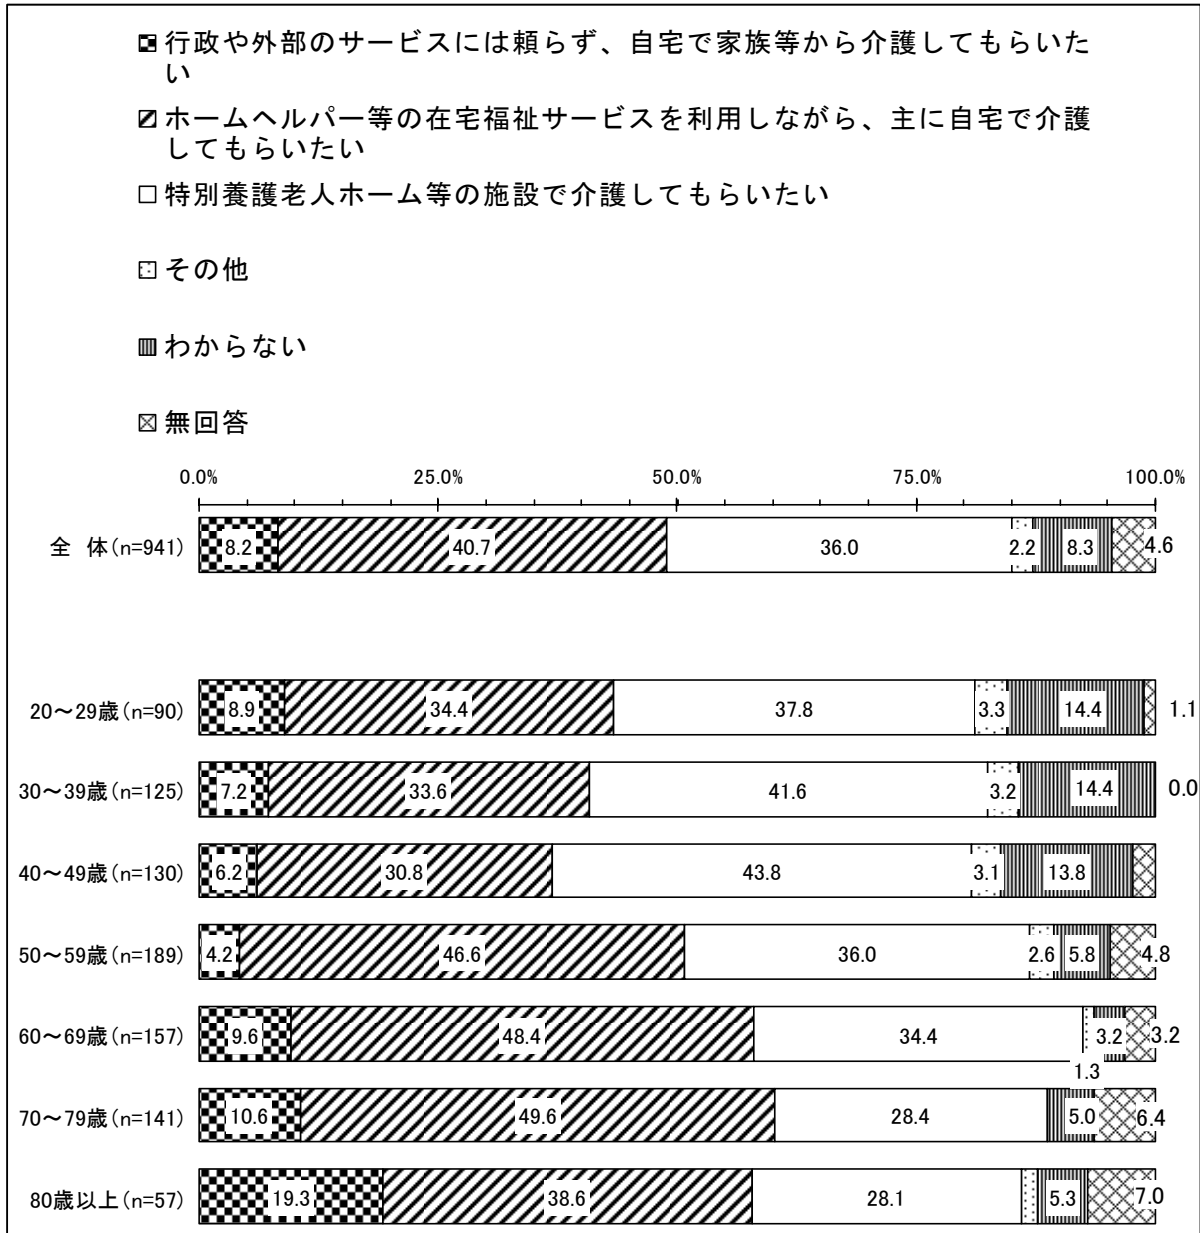 行政や外部のサービスには頼らず、自宅で家族等から介護してもらいた
い
ホームヘルパー等の在宅福祉サービスを利用しながら、主に自宅で介護
してもらいたい
特別養護老人ホーム等の施設で介護してもらいたい
その他
わからない
無回答
0.0% 25.0% 50.0% 75.0% 100.0%
全 体(n=941) 8.2 40.7 36.0 2.2 8.3 4.6
20～29歳(n=90) 8.9 34.4 37.8 3.3 14.4 1.1
30～39歳(n=125) 7.2 33.6 41.6 3.2 14.4 0.0
40～49歳(n=130) 6.2 30.8 43.8 3.1 13.8
50～59歳(n=189) 4.2 46.6 36.0 2.6 5.8 4.8
60～69歳(n=157) 9.6 48.4 34.4 3.2 3.2
1.3
70～79歳(n=141) 10.6 49.6 28.4 5.0 6.4
80歳以上(n=57) 19.3 38.6 28.1 5.3 7.0